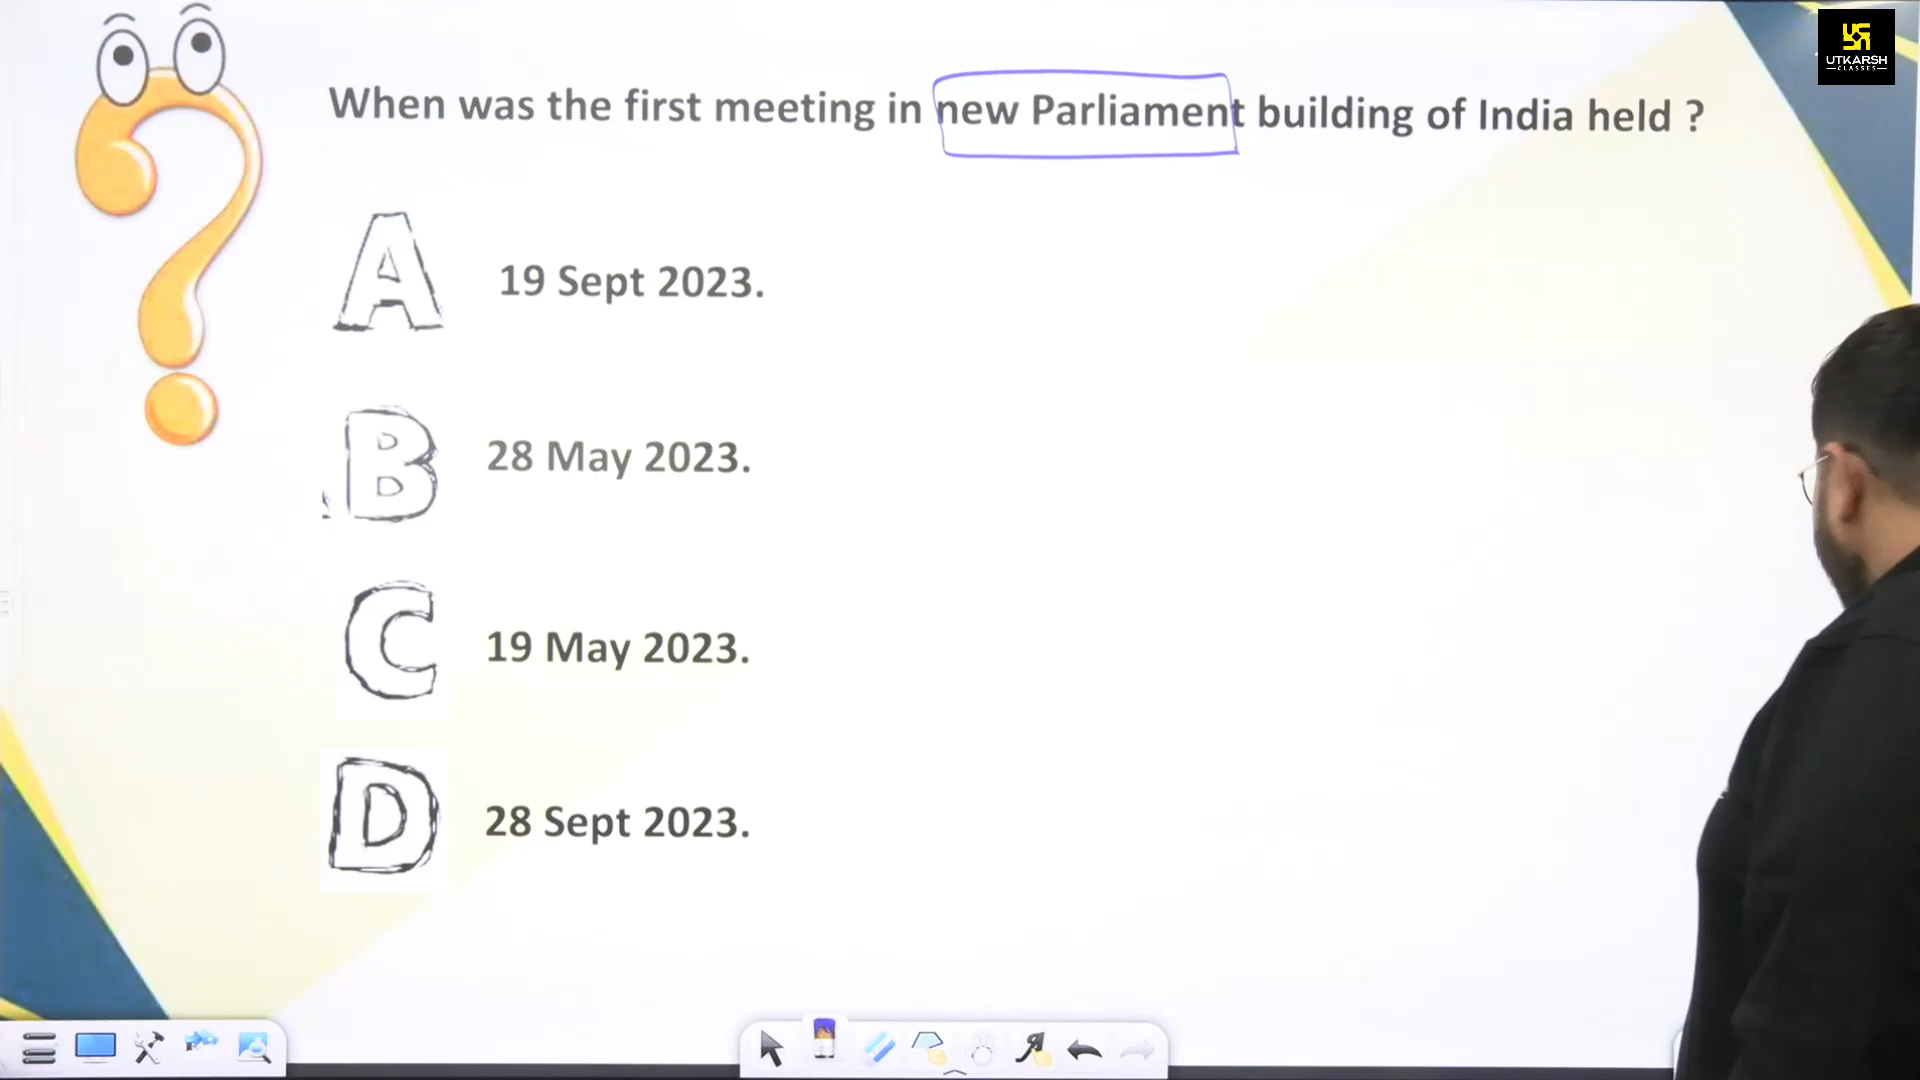 UTKARSH
CLASSES
When was the first meeting in new Parliament building of India held ?
A 19 Sept 2023.
B 28 May 2023.
C 19 May 2023.
D 28 Sept 2023.